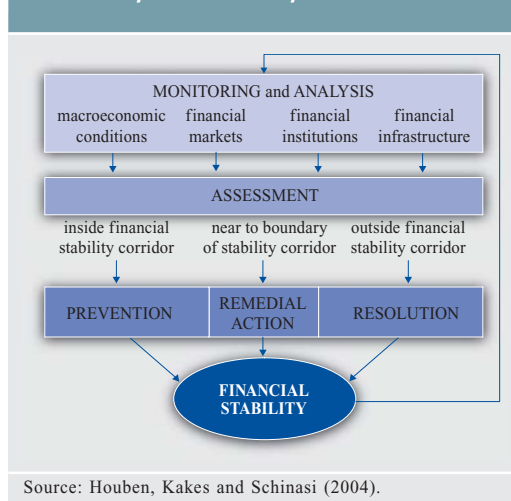 MONITORING and ANALYSIS
macroeconomic financial financial financial
conditions markets institutions infrastructure
ASSESSMENT
inside financial near to boundary outside financial
stability corridor of stability corridor stability corridor
PREVENTION REMEDIAL ACTION RESOLUTION
FINANCIAL
STABILITY
Source: Houben, Kakes and Schinasi (2004).